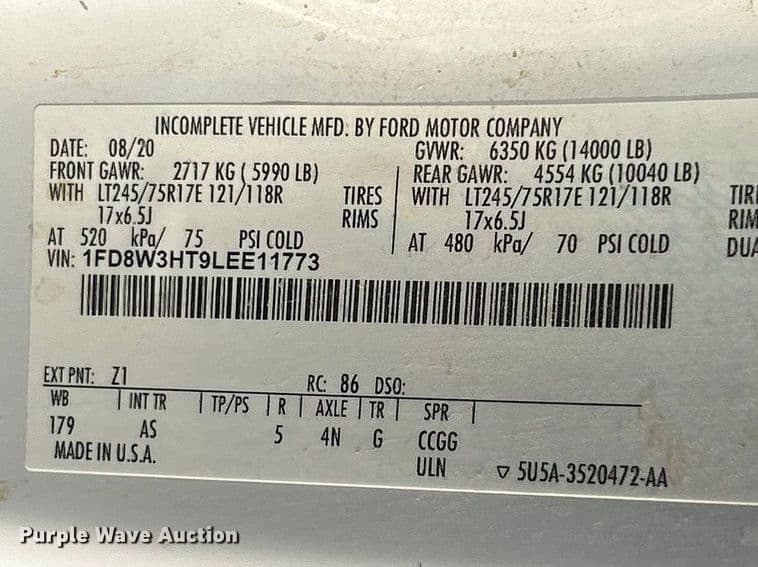 INCOMPLETE VEHICLE MFD. BY FORD MOTOR COMPANY
DATE: 08/20 GVWR: 6350 KG (14000 LB)
FRONT GAWR: 2717 KG ( 5990 LB) REAR GAWR: 4554 KG (10040 LB)
WITH LT245/75R17E 121/118R TIRES WITH LT245/75R17E 121/118R TIR
17x6.5J RIMS 17x6.5J RIM
AT 520 kPa/ 75 PSI COLD AT 480 kPa/ 70 PSI COLD DUA
VIN: 1FD8W3HT9LEE11773
EXT PNT: Z1 RC: 86 DSO:
WB INT TR TP/PS R AXLE TR SPR
179 AS 5 4N G CCGG
MADE IN U.S.A. ULN ▽ 5U5A-3520472-AA
Purple Wave Auction